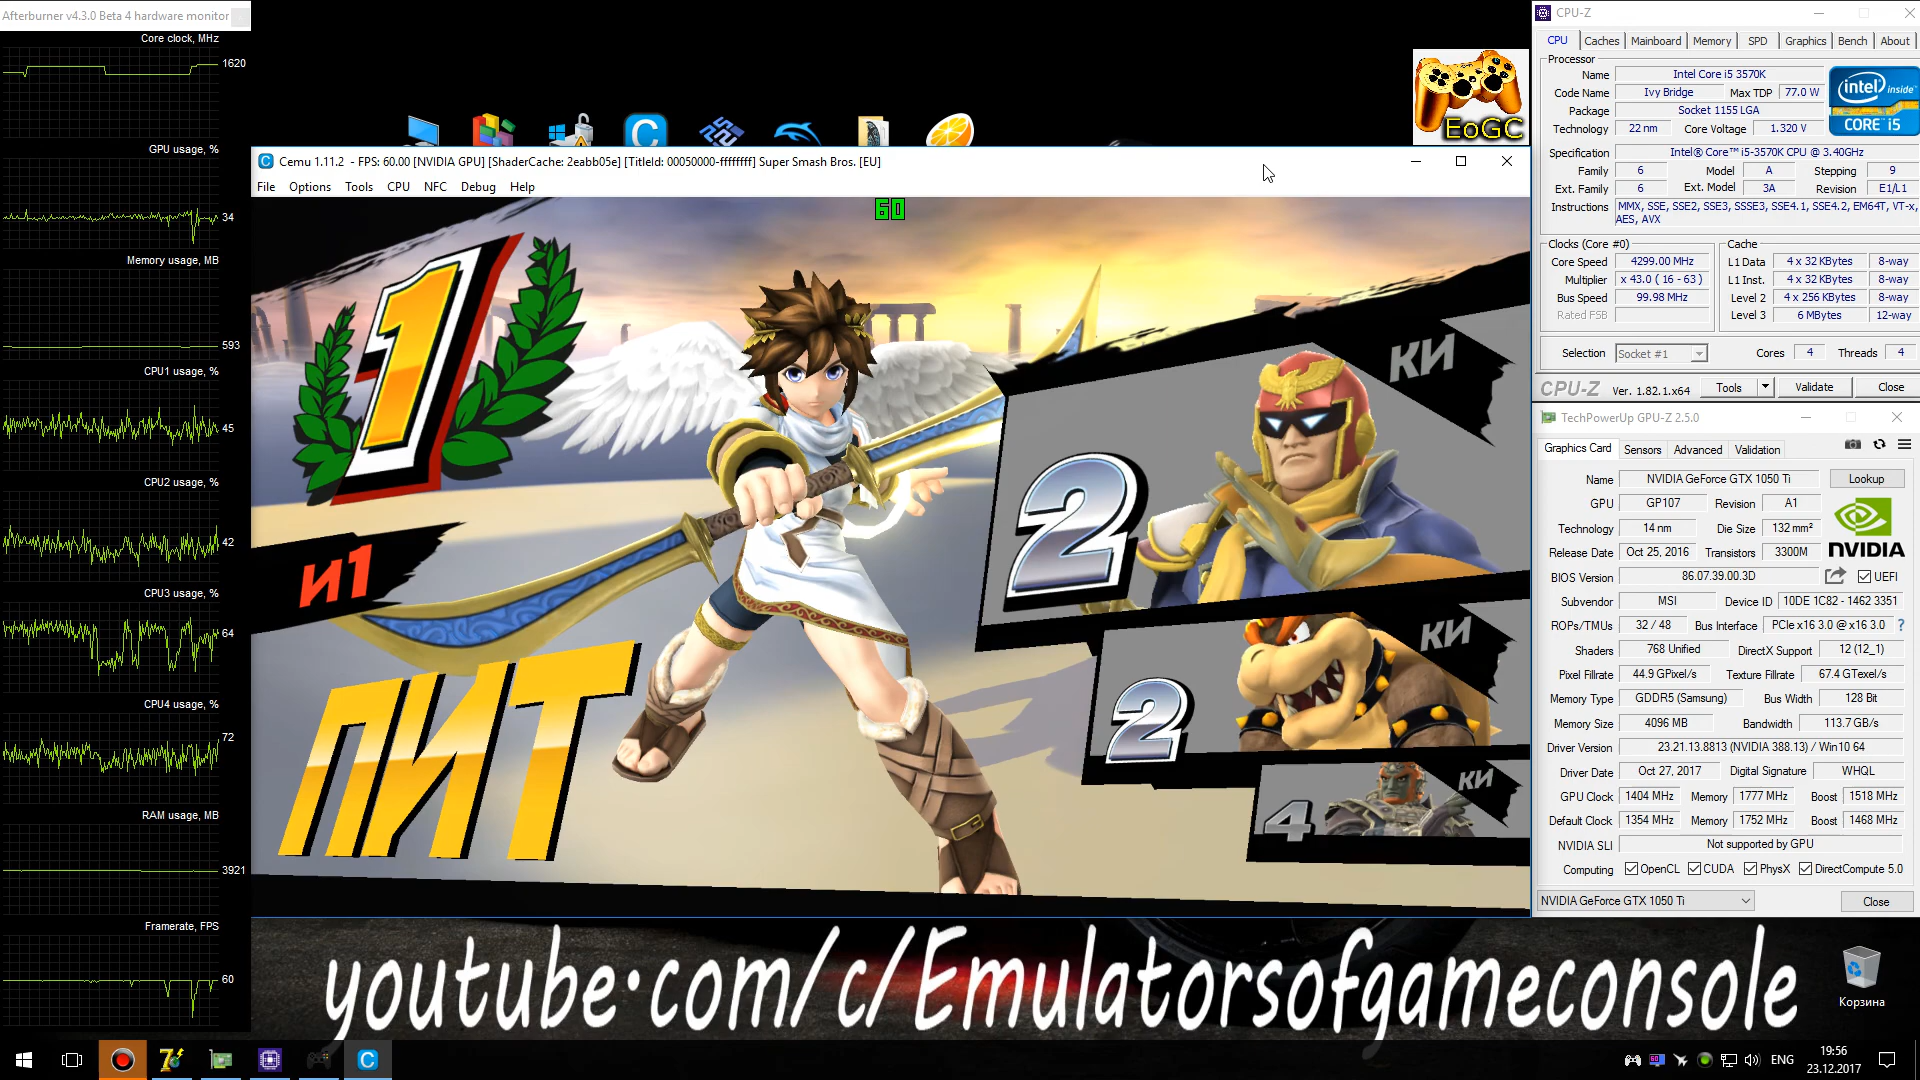 Afterburner v4.3.0 Beta 4 hardware monitor
Core clock, MHz
1620
GPU usage, %
34
Memory usage, MB
593
CPU1 usage, %
45
CPU2 usage, %
42
CPU3 usage, %
64
CPU4 usage, %
72
RAM usage, MB
3921
Framerate, FPS
60
EoGC
Cemu 1.11.2 - FPS: 60.00 [NVIDIA GPU] [ShaderCache: 2eabb05e] [TitleId: 00050000-ffffffff] Super Smash Bros. [EU]
File Options Tools CPU NFC Debug Help
60
1
И1
ПИТ
КИ
2
КИ
2
КИ
4
CPU-Z
CPU Caches Mainboard Memory SPD Graphics Bench About
Processor
Name Intel Core i5 3570K
Code Name Ivy Bridge Max TDP 77.0 W
Package Socket 1155 LGA
Technology 22 nm Core Voltage 1.320 V
intel inside™
CORE i5
Specification Intel® Core™ i5-3570K CPU @ 3.40GHz
Family 6 Model A Stepping 9
Ext. Family 6 Ext. Model 3A Revision E1/L1
Instructions MMX, SSE, SSE2, SSE3, SSSE3, SSE4.1, SSE4.2, EM64T, VT-x,
AES, AVX
Clocks (Core #0)
Core Speed 4299.00 MHz
Multiplier x 43.0 ( 16 - 63 )
Bus Speed 99.98 MHz
Rated FSB
Cache
L1 Data 4 x 32 KBytes 8-way
L1 Inst. 4 x 32 KBytes 8-way
Level 2 4 x 256 KBytes 8-way
Level 3 6 MBytes 12-way
Selection Socket #1 Cores 4 Threads 4
CPU-Z Ver. 1.82.1.x64 Tools Validate Close
TechPowerUp GPU-Z 2.5.0
Graphics Card Sensors Advanced Validation
Name NVIDIA GeForce GTX 1050 Ti Lookup
GPU GP107 Revision A1
Technology 14 nm Die Size 132 mm²
Release Date Oct 25, 2016 Transistors 3300M
NVIDIA
BIOS Version 86.07.39.00.3D UEFI
Subvendor MSI Device ID 10DE 1C82 - 1462 3351
ROPs/TMUs 32 / 48 Bus Interface PCIe x16 3.0 @ x16 3.0 ?
Shaders 768 Unified DirectX Support 12 (12_1)
Pixel Fillrate 44.9 GPixel/s Texture Fillrate 67.4 GTexel/s
Memory Type GDDR5 (Samsung) Bus Width 128 Bit
Memory Size 4096 MB Bandwidth 113.7 GB/s
Driver Version 23.21.13.8813 (NVIDIA 388.13) / Win10 64
Driver Date Oct 27, 2017 Digital Signature WHQL
GPU Clock 1404 MHz Memory 1777 MHz Boost 1518 MHz
Default Clock 1354 MHz Memory 1752 MHz Boost 1468 MHz
NVIDIA SLI Not supported by GPU
Computing OpenCL CUDA PhysX DirectCompute 5.0
NVIDIA GeForce GTX 1050 Ti Close
youtube.com/c/Emulatorsofgameconsole
Корзина
ENG
19:56
23.12.2017